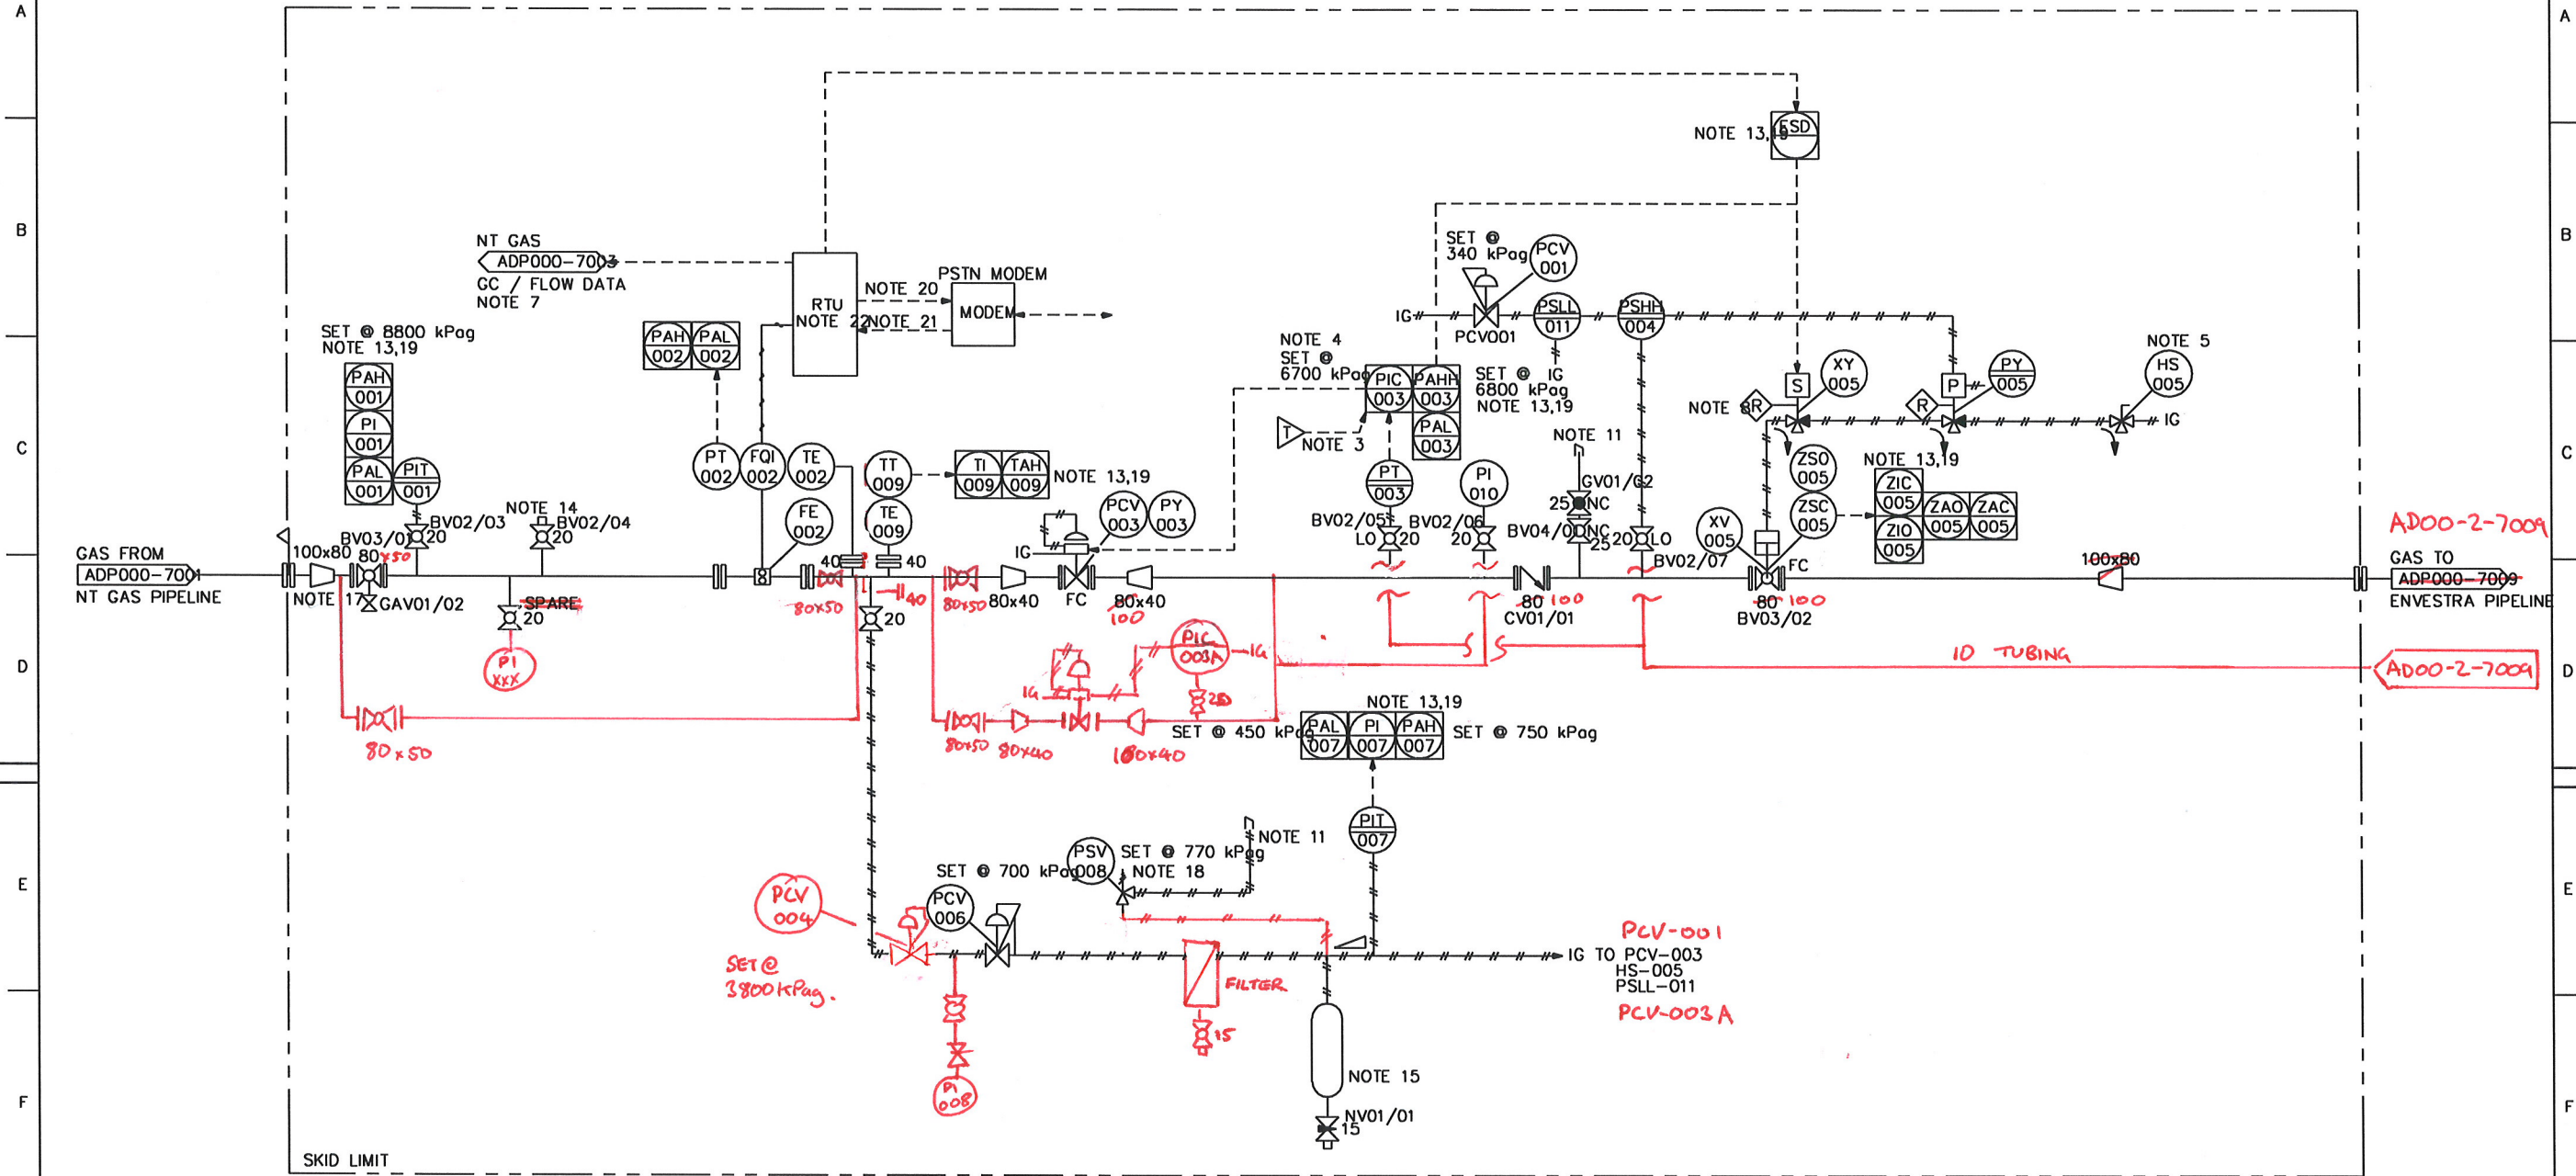 A
A
NOTE 13,19
ESD
B
B
NT GAS
ADP000-7003
GC / FLOW DATA
NOTE 7
RTU
NOTE 22
NOTE 20
NOTE 21
PSTN MODEM
MODEM
SET @
340 kPag
PCV
001
IG
PCV001
PSLL
011
IG
PSHH
004
SET @ 8800 kPag
NOTE 13,19
PAH
001
PI
001
PAL
001
PIT
001
PAH
002
PAL
002
NOTE 4
SET @
6700 kPag
PIC
003
PAHH
003
PAL
003
SET @
6800 kPag
NOTE 13,19
T
NOTE 3
S
XY
005
P
PY
005
NOTE 5
HS
005
NOTE 8
R
R
IG
C
C
PT
002
FQI
002
TE
002
TT
009
TE
009
TI
009
TAH
009
NOTE 13,19
FE
002
PCV
003
PY
003
IG
PT
003
PI
010
NOTE 11
GV01/02
25
NC
BV04/01
NC
25
ZSO
005
ZSC
005
XV
005
NOTE 13,19
ZIC
005
ZIO
005
ZAO
005
ZAC
005
NOTE 14
BV02/03
20
BV02/04
20
BV02/05
LO
20
BV02/06
20
20
LO
BV02/07
FC
AD00-2-7009
GAS FROM
ADP000-7001
NT GAS PIPELINE
100x80
NOTE 17
BV03/01
80
x50
GAV01/02
SPARE
20
PI
XXX
40
40
80x50
40
20
80x50
80x40
FC
80x40
100
80
100
CV01/01
80
100
BV03/02
100x80
GAS TO
ADP000-7009
ENVESTRA PIPELINE
D
D
PIC
003A
IG
IG
20
10 TUBING
AD00-2-7009
80x50
80x50
80x40
100x40
NOTE 13,19
SET @ 450 kPag
PAL
007
PI
007
PAH
007
SET @ 750 kPag
PIT
007
E
E
PSV
008
SET @ 770 kPag
NOTE 18
NOTE 11
PCV
004
SET @ 700 kPag
PCV
006
SET @
3800 kPag.
FILTER
15
PCV-001
IG TO PCV-003
HS-005
PSLL-011
PCV-003A
PI
008
NOTE 15
NV01/01
15
F
F
SKID LIMIT